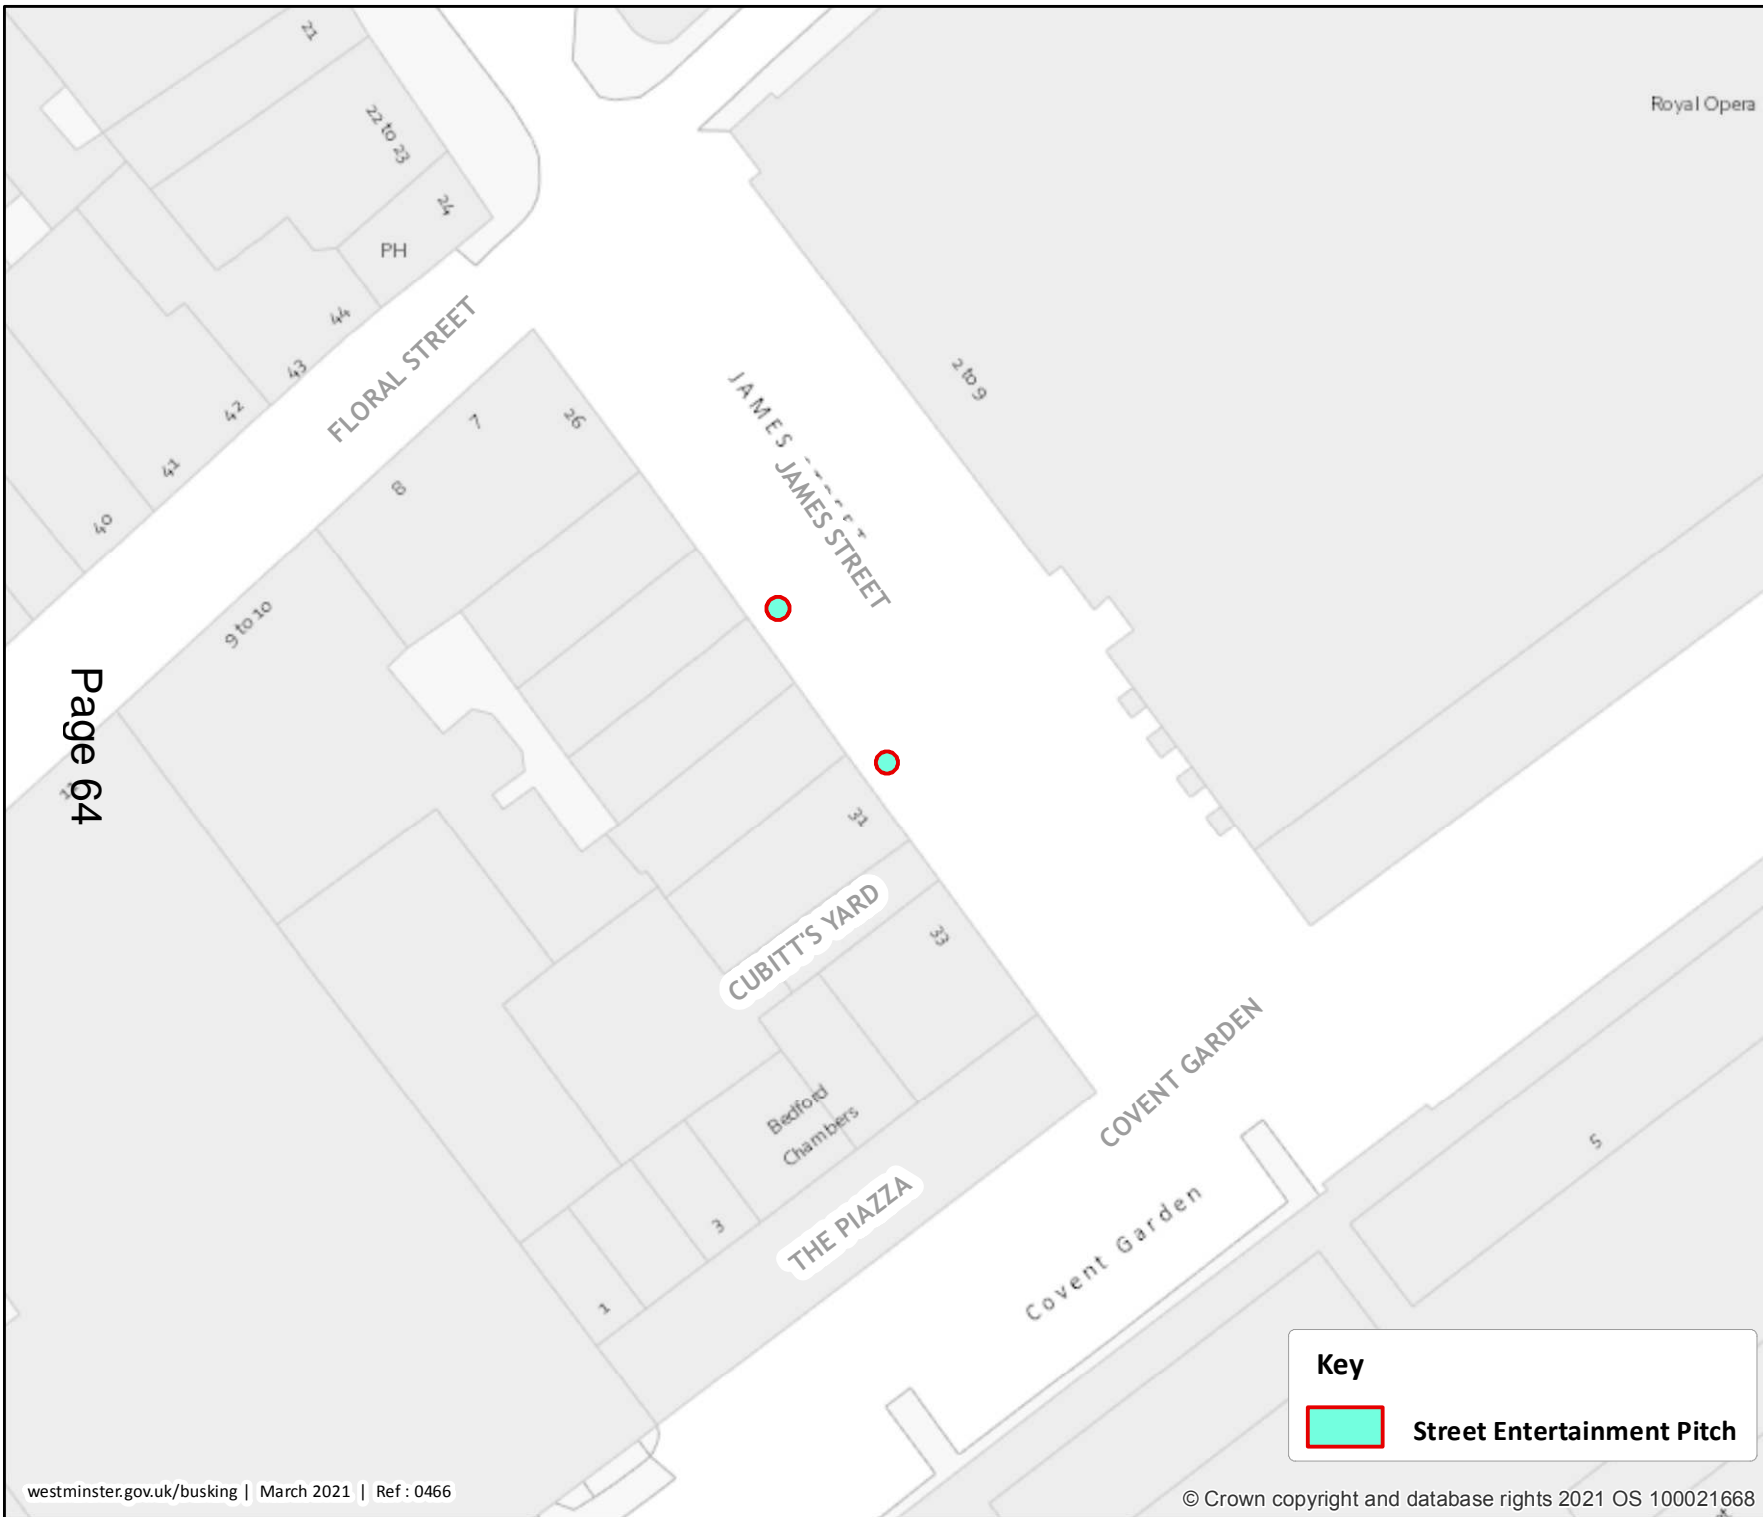 21
Royal Opera
22 to 23
24
PH
44
43
42
41
40
FLORAL STREET
7
26
8
9 to 10
2 to 9
JAMES STREET
JAMES STREET
Page 64
31
33
CUBITT'S YARD
COVENT GARDEN
Bedford
Chambers
THE PIAZZA
3
1
5
Covent Garden
Key
Street Entertainment Pitch
westminster.gov.uk/busking | March 2021 | Ref : 0466
© Crown copyright and database rights 2021 OS 100021668